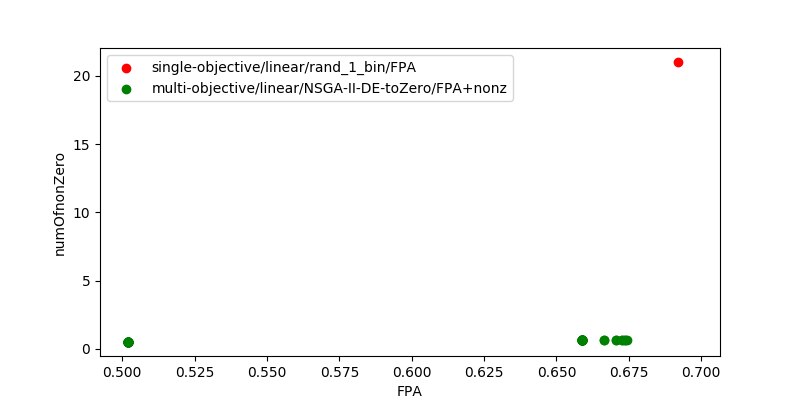 single-objective/linear/rand_1_bin/FPA
multi-objective/linear/NSGA-II-DE-toZero/FPA+nonz
20
15
10
5
0
numOfnonZero
0.500 0.525 0.550 0.575 0.600 0.625 0.650 0.675 0.700
FPA